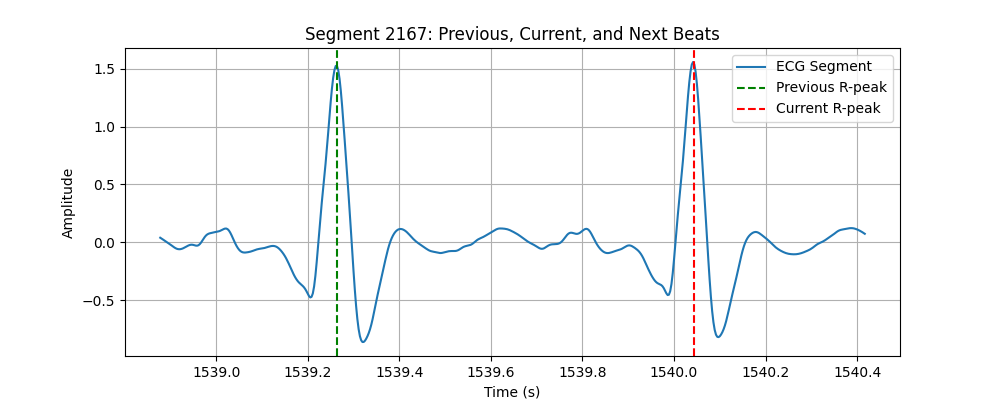 Segment 2167: Previous, Current, and Next Beats
ECG Segment
Previous R-peak
Current R-peak
1.5
1.0
0.5
0.0
−0.5
Amplitude
1539.0 1539.2 1539.4 1539.6 1539.8 1540.0 1540.2 1540.4
Time (s)